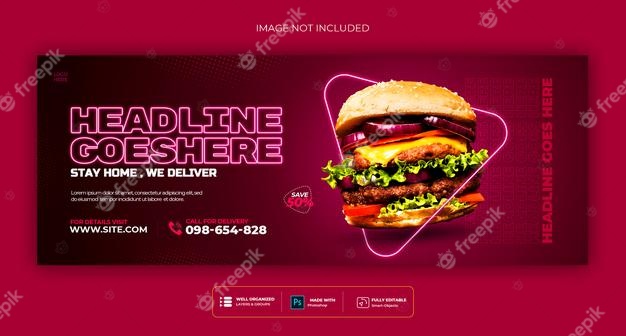 IMAGE NOT INCLUDED
LOGO
HERE
HEADLINE
GOESHERE
STAY HOME , WE DELIVER
FOR DETAILS VISIT
WWW.SITE.COM
CALL FOR DELIVERY
098-654-828
SAVE
50%
HEADLINE GOES HERE
WELL ORGANIZED
LAYERS & GROUPS
Ps
MADE WITH
Photoshop
FULLY EDITABLE
Smart-Objects
freepik